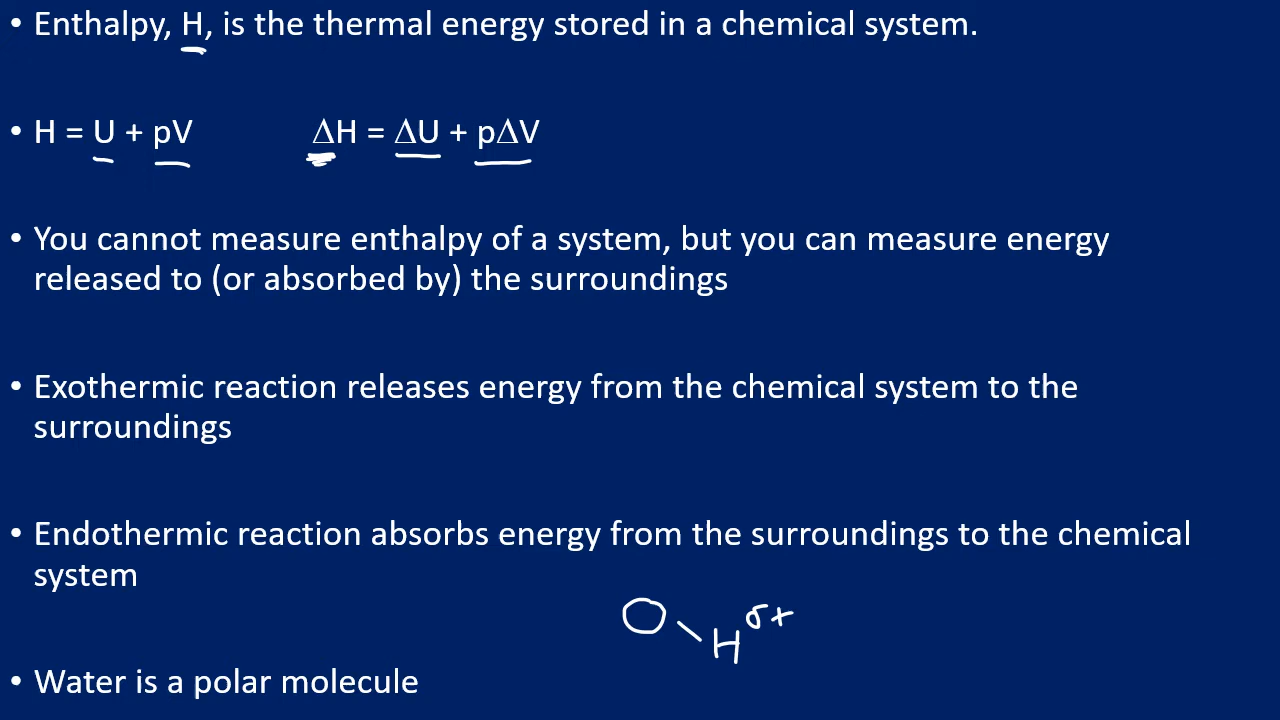 • Enthalpy, H, is the thermal energy stored in a chemical system.
• H = U + pV ΔH = ΔU + pΔV
• You cannot measure enthalpy of a system, but you can measure energy
released to (or absorbed by) the surroundings
• Exothermic reaction releases energy from the chemical system to the
surroundings
• Endothermic reaction absorbs energy from the surroundings to the chemical
system
O
H δ+
• Water is a polar molecule